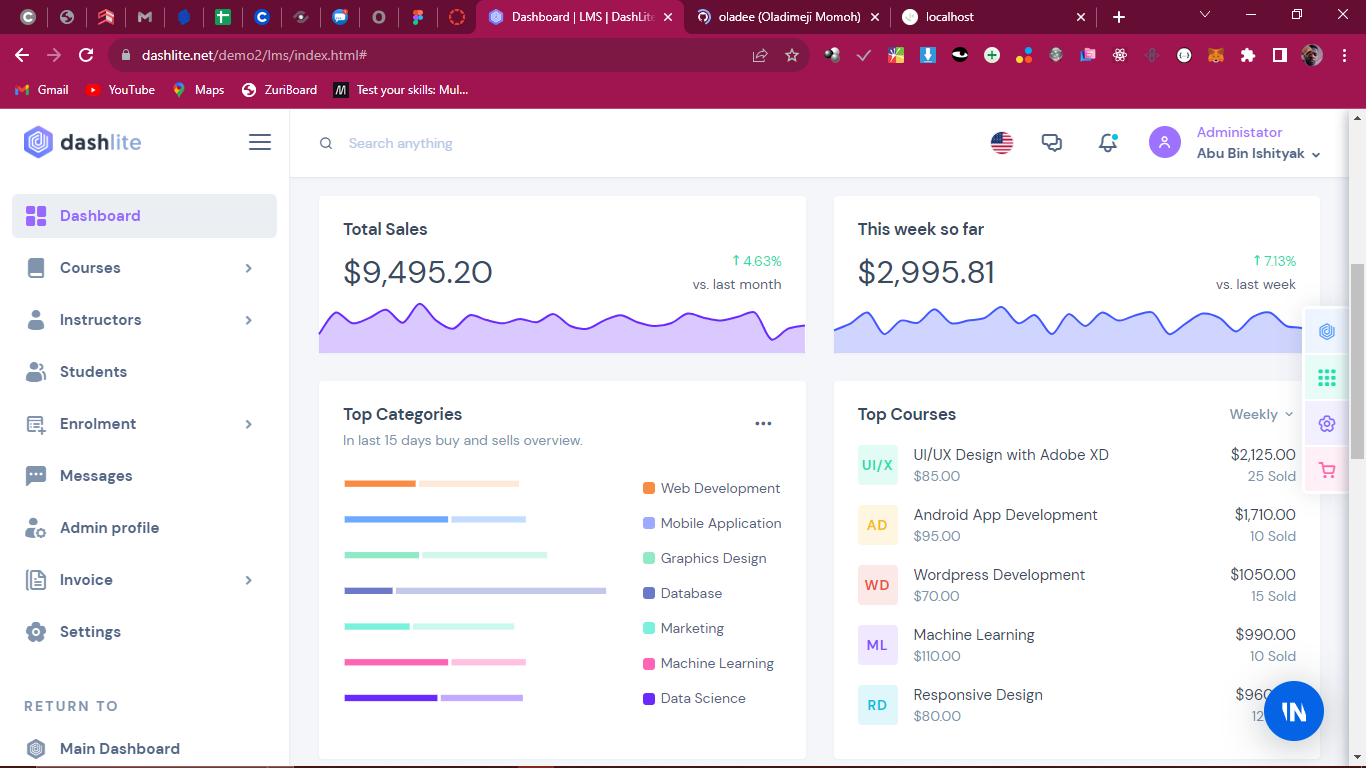 Dashboard | LMS | DashLite
oladee (Oladimeji Momoh)
localhost
dashlite.net/demo2/lms/index.html#
Gmail
YouTube
Maps
ZuriBoard
Test your skills: Mul...
dashlite
Search anything
Administator
Abu Bin Ishityak
Dashboard
Courses
Instructors
Students
Enrolment
Messages
Admin profile
Invoice
Settings
RETURN TO
Main Dashboard
Total Sales
$9,495.20
4.63%
vs. last month
This week so far
$2,995.81
7.13%
vs. last week
Top Categories
In last 15 days buy and sells overview.
Web Development
Mobile Application
Graphics Design
Database
Marketing
Machine Learning
Data Science
Top Courses
Weekly
UI/X
UI/UX Design with Adobe XD
$2,125.00
$85.00
25 Sold
AD
Android App Development
$1,710.00
$95.00
10 Sold
WD
Wordpress Development
$1050.00
$70.00
15 Sold
ML
Machine Learning
$990.00
$110.00
10 Sold
RD
Responsive Design
$80.00